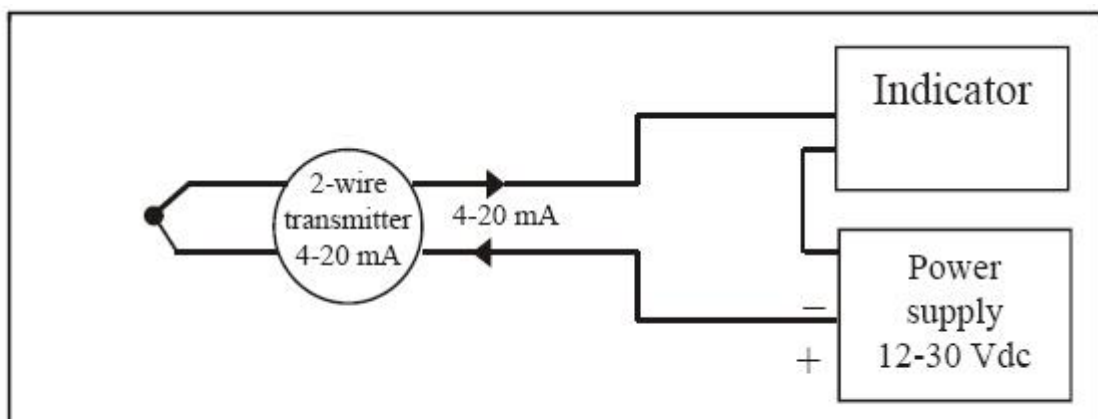 Indicator
2-wire
transmitter
4-20 mA
4-20 mA
Power
supply
12-30 Vdc
−
+